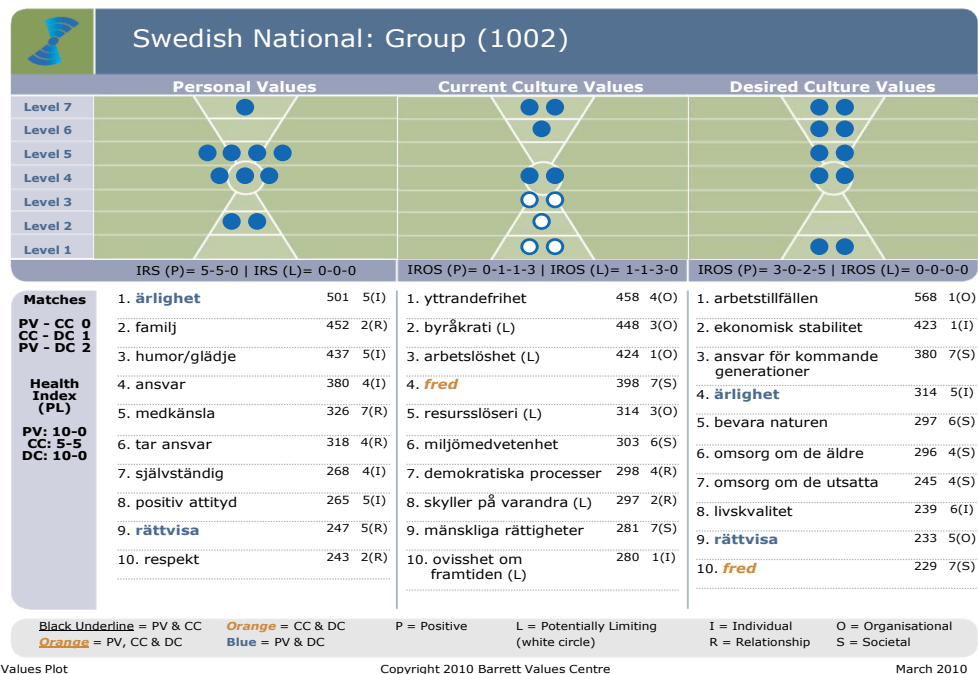 Swedish National: Group (1002)
Personal Values
Current Culture Values
Desired Culture Values
Level 7
Level 6
Level 5
Level 4
Level 3
Level 2
Level 1
IRS (P)= 5-5-0 | IRS (L)= 0-0-0
IROS (P)= 0-1-1-3 | IROS (L)= 1-1-3-0
IROS (P)= 3-0-2-5 | IROS (L)= 0-0-0-0
Matches
PV - CC 0
CC - DC 1
PV - DC 2
Health
Index
(PL)
PV: 10-0
CC: 5-5
DC: 10-0
1. ärlighet 501 5(I)
2. familj 452 2(R)
3. humor/glädje 437 5(I)
4. ansvar 380 4(I)
5. medkänsla 326 7(R)
6. tar ansvar 318 4(R)
7. självständig 268 4(I)
8. positiv attityd 265 5(I)
9. rättvisa 247 5(R)
10. respekt 243 2(R)
1. yttrandefrihet 458 4(O)
2. byråkrati (L) 448 3(O)
3. arbetslöshet (L) 424 1(O)
4. fred 398 7(S)
5. resursslöseri (L) 314 3(O)
6. miljömedvetenhet 303 6(S)
7. demokratiska processer 298 4(R)
8. skyller på varandra (L) 297 2(R)
9. mänskliga rättigheter 281 7(S)
10. ovisshet om 280 1(I)
framtiden (L)
1. arbetstillfällen 568 1(O)
2. ekonomisk stabilitet 423 1(I)
3. ansvar för kommande 380 7(S)
generationer
4. ärlighet 314 5(I)
5. bevara naturen 297 6(S)
6. omsorg om de äldre 296 4(S)
7. omsorg om de utsatta 245 4(S)
8. livskvalitet 239 6(I)
9. rättvisa 233 5(O)
10. fred 229 7(S)
Black Underline = PV & CC
Orange = CC & DC
P = Positive
L = Potentially Limiting
I = Individual
O = Organisational
Orange = PV, CC & DC
Blue = PV & DC
(white circle)
R = Relationship
S = Societal
Values Plot
Copyright 2010 Barrett Values Centre
March 2010